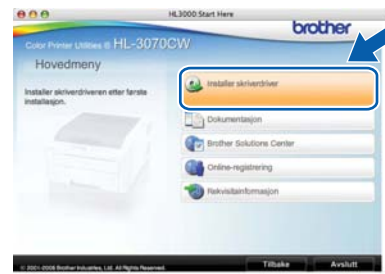 HL3000 Start Here
brother
Color Printer Utilities © HL-3070CW
Hovedmeny
Installer skriverdriveren etter første
installasjon.
Installer skriverdriver
Dokumentasjon
Brother Solutions Center
Online-registrering
Rekvisitainformasjon
© 2001-2008 Brother Industries, Ltd. All Rights Reserved.
Tilbake
Avslutt